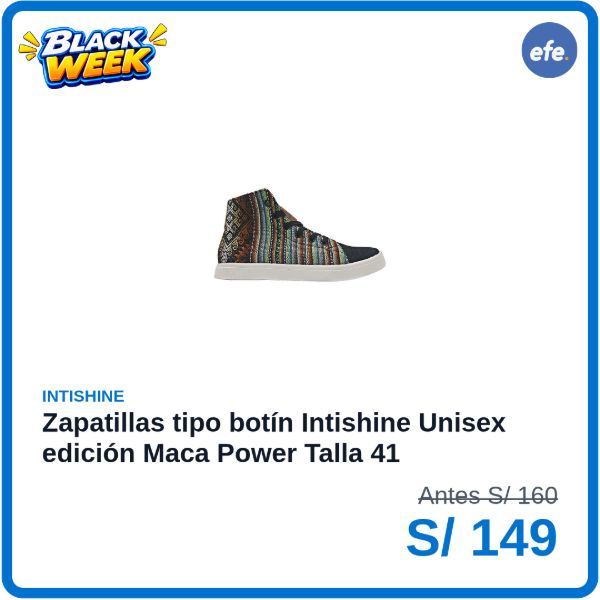 BLACK
WEEK
efe.
INTISHINE
Zapatillas tipo botín Intishine Unisex
edición Maca Power Talla 41
Antes S/ 160
S/ 149